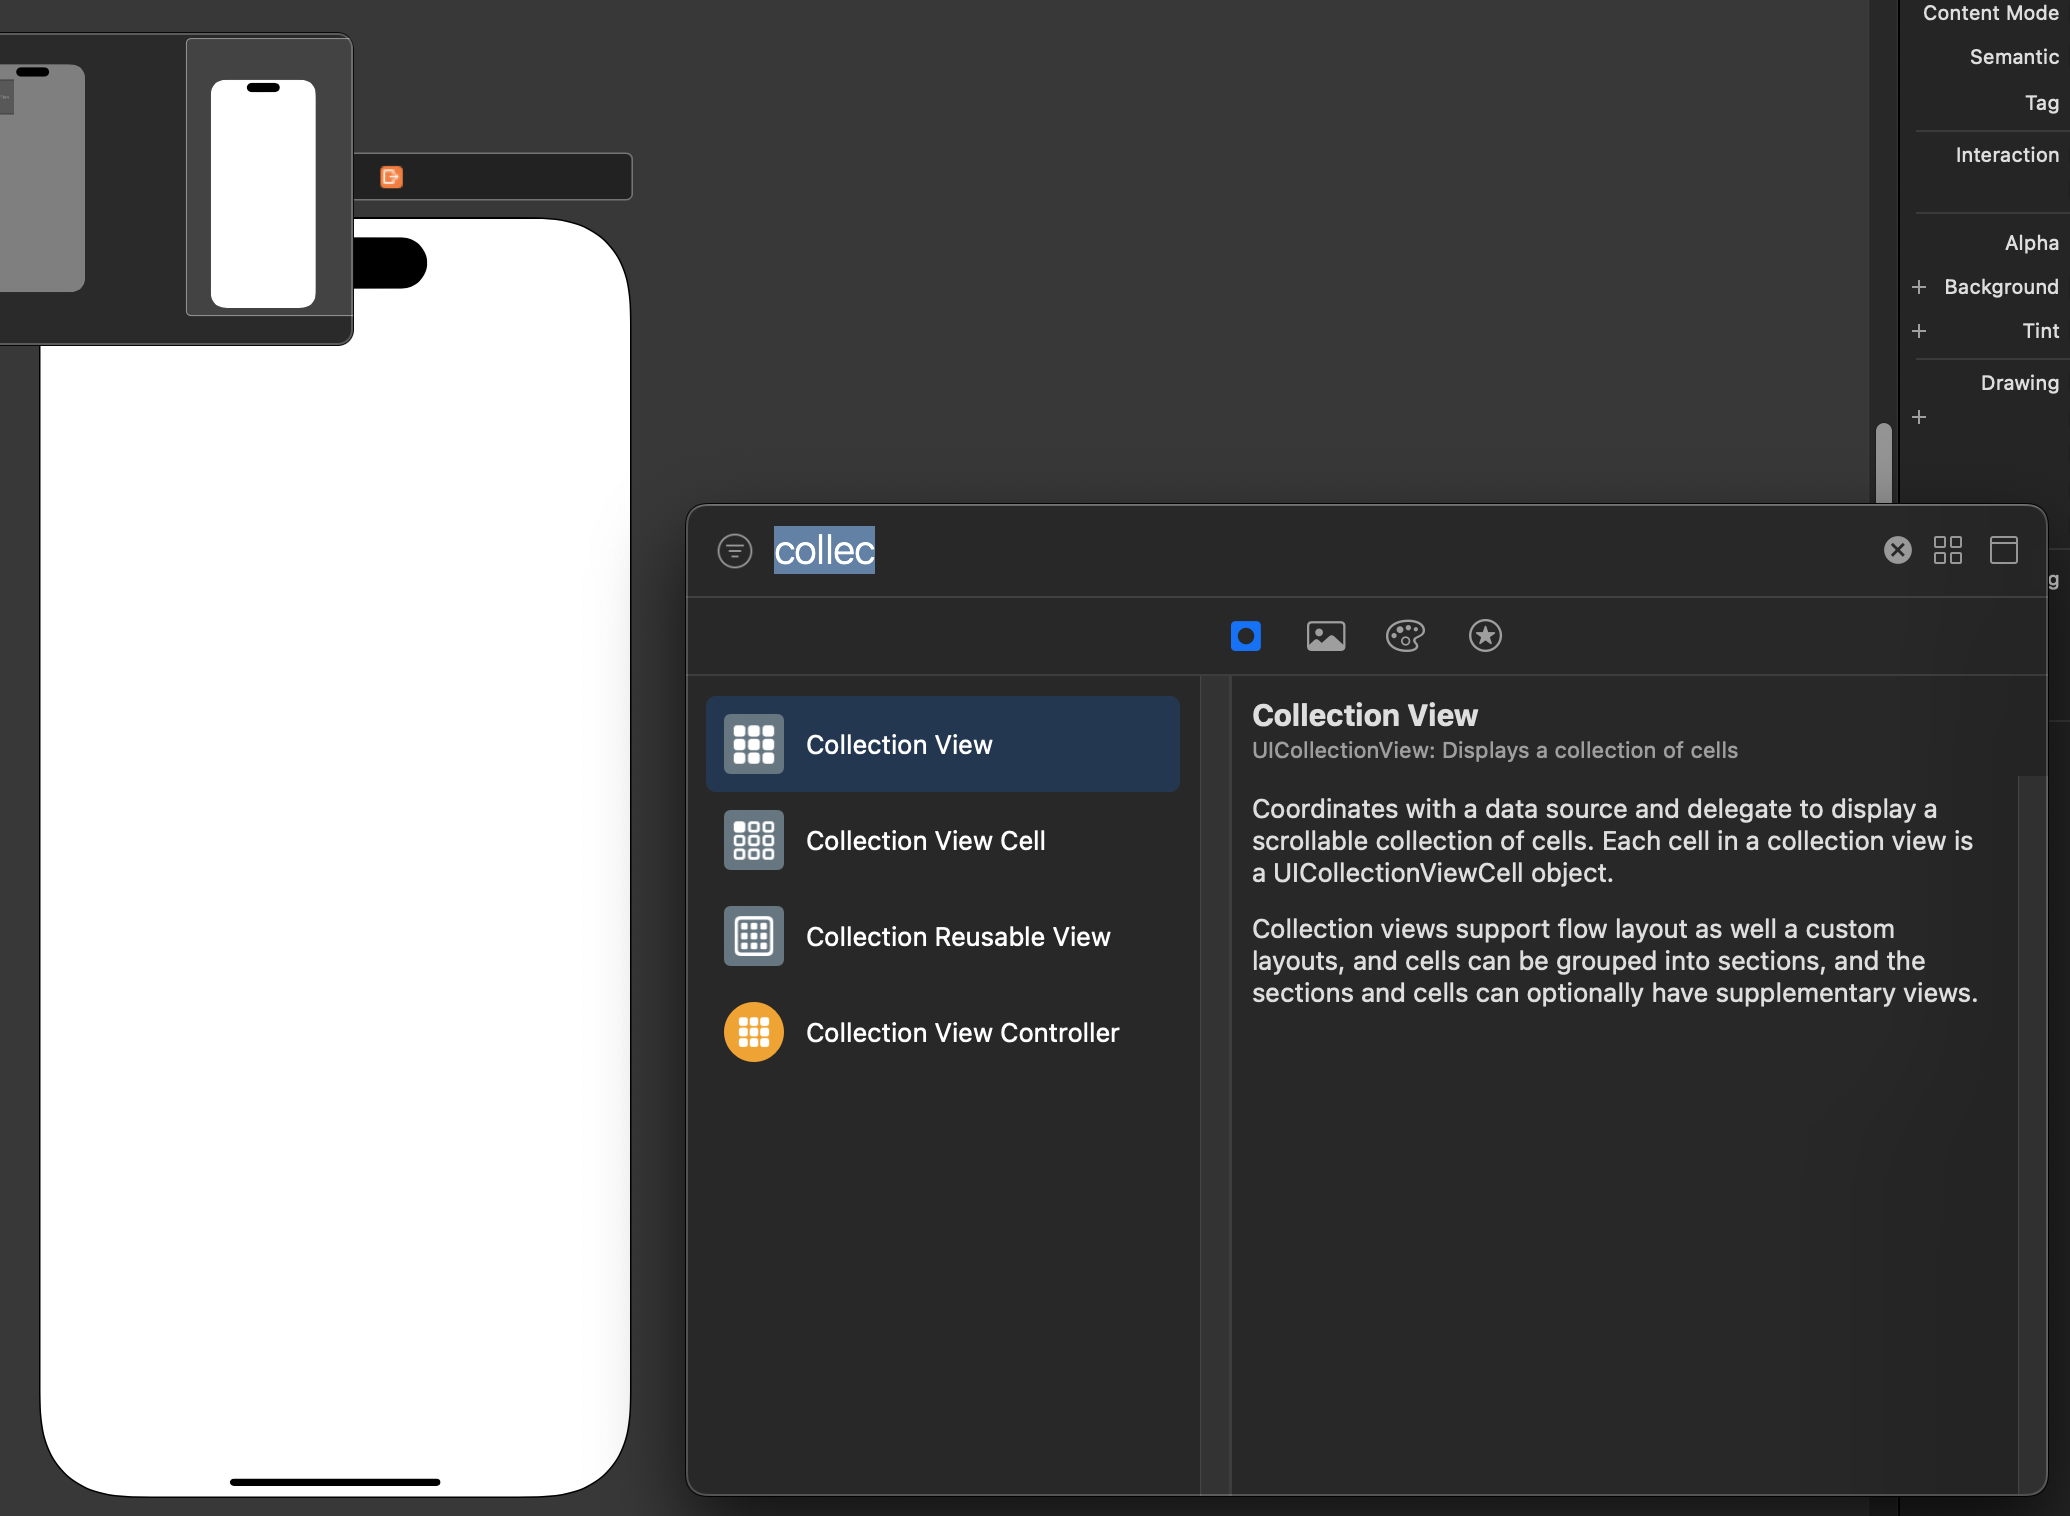 Content Mode
Semantic
Tag
Interaction
Alpha
+ Background
+ Tint
Drawing
+
collec
Collection View
Collection View Cell
Collection Reusable View
Collection View Controller
Collection View
UICollectionView: Displays a collection of cells
Coordinates with a data source and delegate to display a
scrollable collection of cells. Each cell in a collection view is
a UICollectionViewCell object.
Collection views support flow layout as well a custom
layouts, and cells can be grouped into sections, and the
sections and cells can optionally have supplementary views.